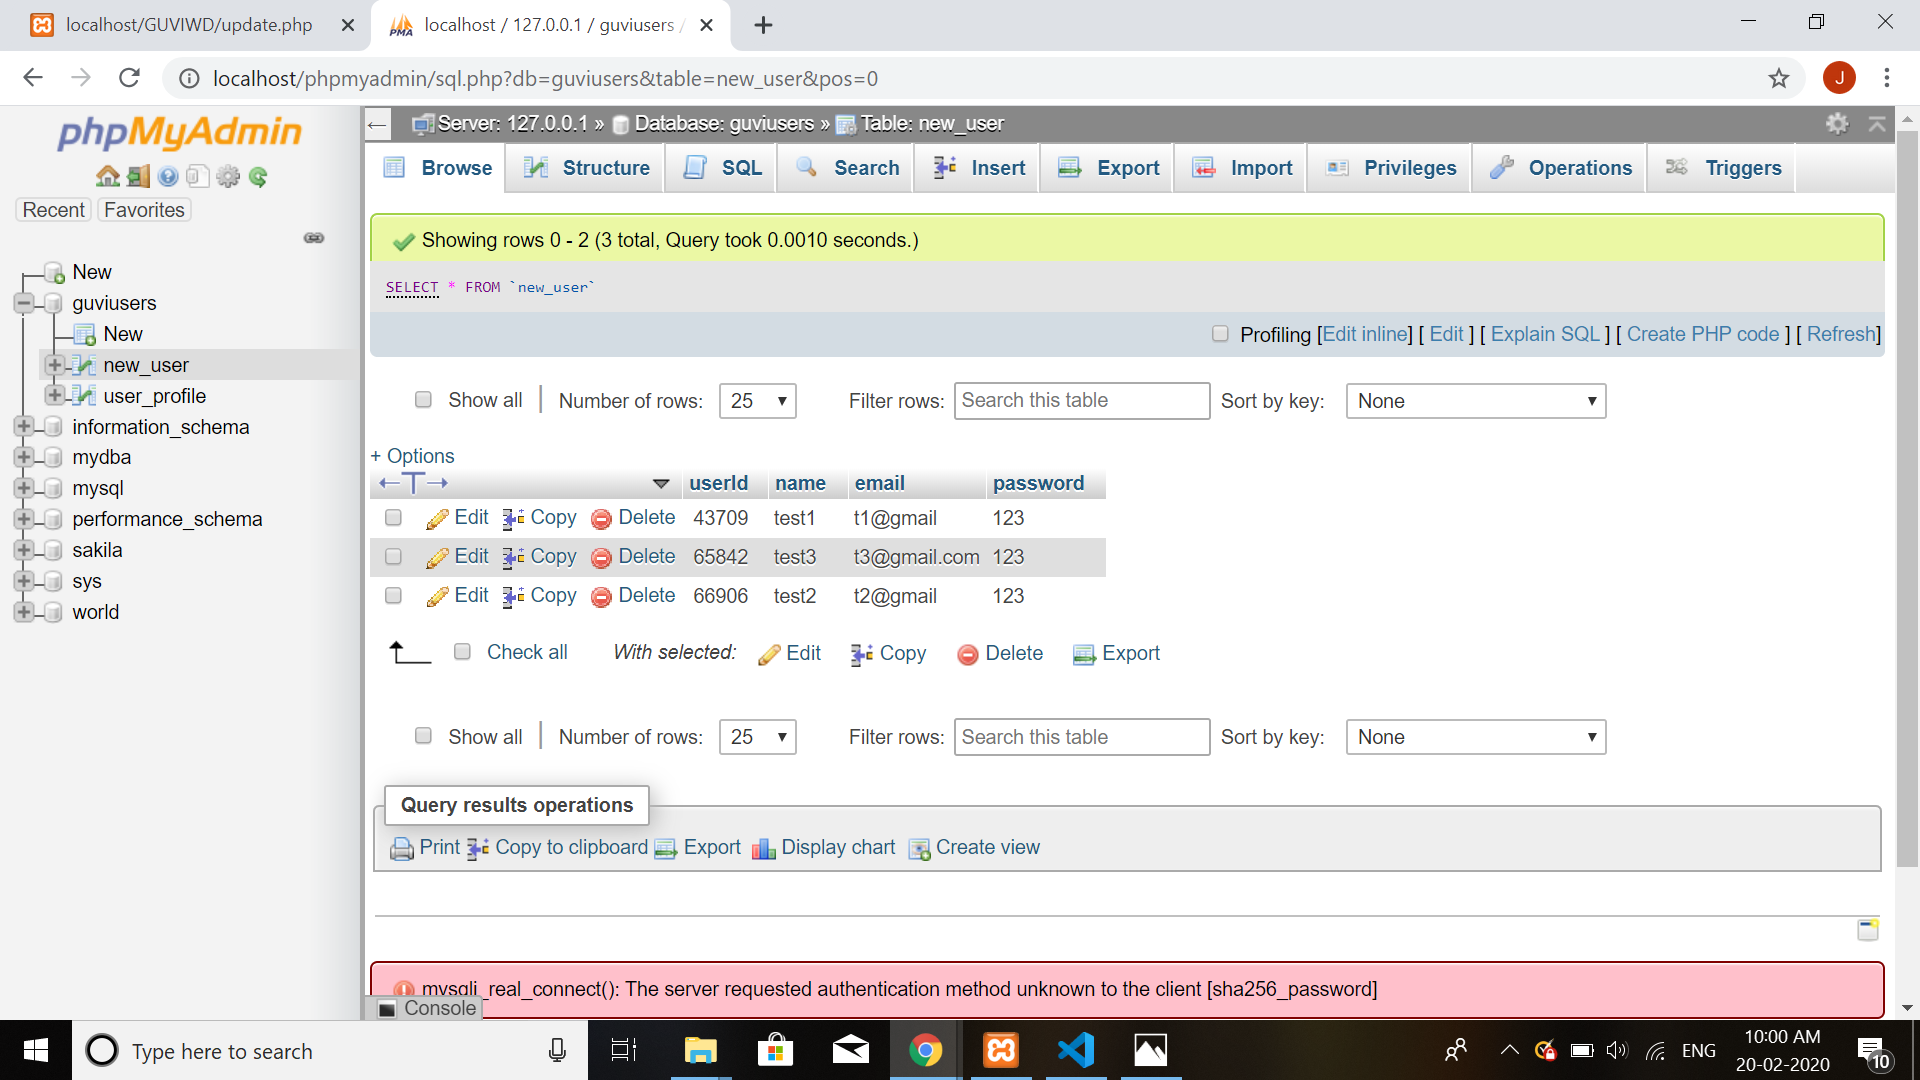 localhost/GUVIWD/update.php
localhost / 127.0.0.1 / guviusers /
localhost/phpmyadmin/sql.php?db=guviusers&table=new_user&pos=0
J
phpMyAdmin
Recent Favorites
New
guviusers
New
new_user
user_profile
information_schema
mydba
mysql
performance_schema
sakila
sys
world
Server: 127.0.0.1 » Database: guviusers » Table: new_user
Browse Structure SQL Search Insert Export Import Privileges Operations Triggers
Showing rows 0 - 2 (3 total, Query took 0.0010 seconds.)
SELECT * FROM `new_user`
Profiling [Edit inline] [ Edit ] [ Explain SQL ] [ Create PHP code ] [ Refresh]
Show all Number of rows: 25 Filter rows: Search this table Sort by key: None
+ Options
←T→ userId name email password
Edit Copy Delete 43709 test1 t1@gmail 123
Edit Copy Delete 65842 test3 t3@gmail.com 123
Edit Copy Delete 66906 test2 t2@gmail 123
Check all With selected: Edit Copy Delete Export
Show all Number of rows: 25 Filter rows: Search this table Sort by key: None
Query results operations
Print Copy to clipboard Export Display chart Create view
mysqli_real_connect(): The server requested authentication method unknown to the client [sha256_password]
Console
Type here to search
ENG
10:00 AM
20-02-2020
10